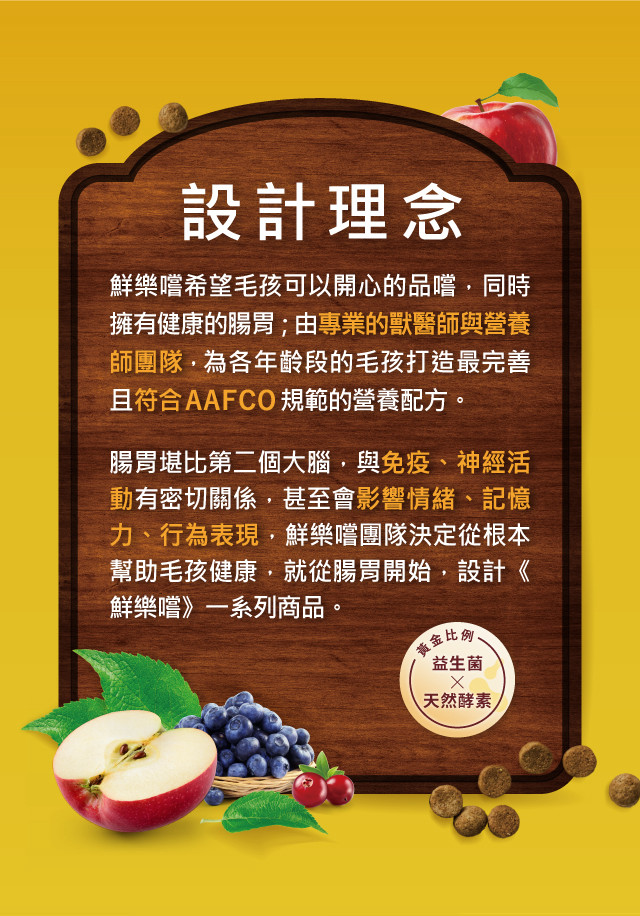 設計理念
鮮樂嚐希望毛孩可以開心的品嚐，同時
擁有健康的腸胃；由專業的獸醫師與營養
師團隊，為各年齡段的毛孩打造最完善
且符合AAFCO規範的營養配方。
腸胃堪比第二個大腦，與免疫、神經活
動有密切關係，甚至會影響情緒、記憶
力、行為表現，鮮樂嚐團隊決定從根本
幫助毛孩健康，就從腸胃開始，設計《
鮮樂嚐》一系列商品。
黃金比例
益生菌
×
天然酵素